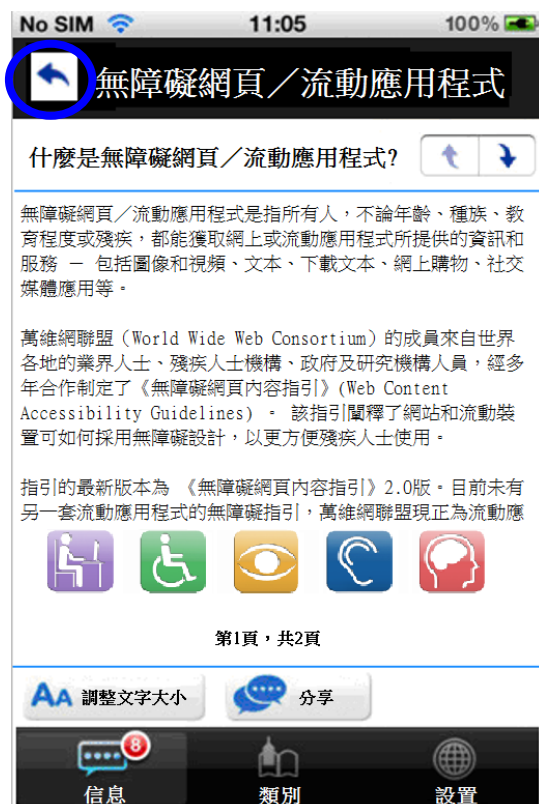 No SIM 11:05 100%
無障礙網頁／流動應用程式
什麼是無障礙網頁／流動應用程式?
無障礙網頁／流動應用程式是指所有人，不論年齡、種族、教
育程度或殘疾，都能獲取網上或流動應用程式所提供的資訊和
服務 － 包括圖像和視頻、文本、下載文本、網上購物、社交
媒體應用等。
萬維網聯盟（World Wide Web Consortium）的成員來自世界
各地的業界人士、殘疾人士機構、政府及研究機構人員，經多
年合作制定了《無障礙網頁內容指引》(Web Content
Accessibility Guidelines) 。 該指引闡釋了網站和流動裝
置可如何採用無障礙設計，以更方便殘疾人士使用。
指引的最新版本為 《無障礙網頁內容指引》2.0版。目前未有
另一套流動應用程式的無障礙指引，萬維網聯盟現正為流動應
第1頁，共2頁
AA 調整文字大小 分享
8
信息 類別 設置